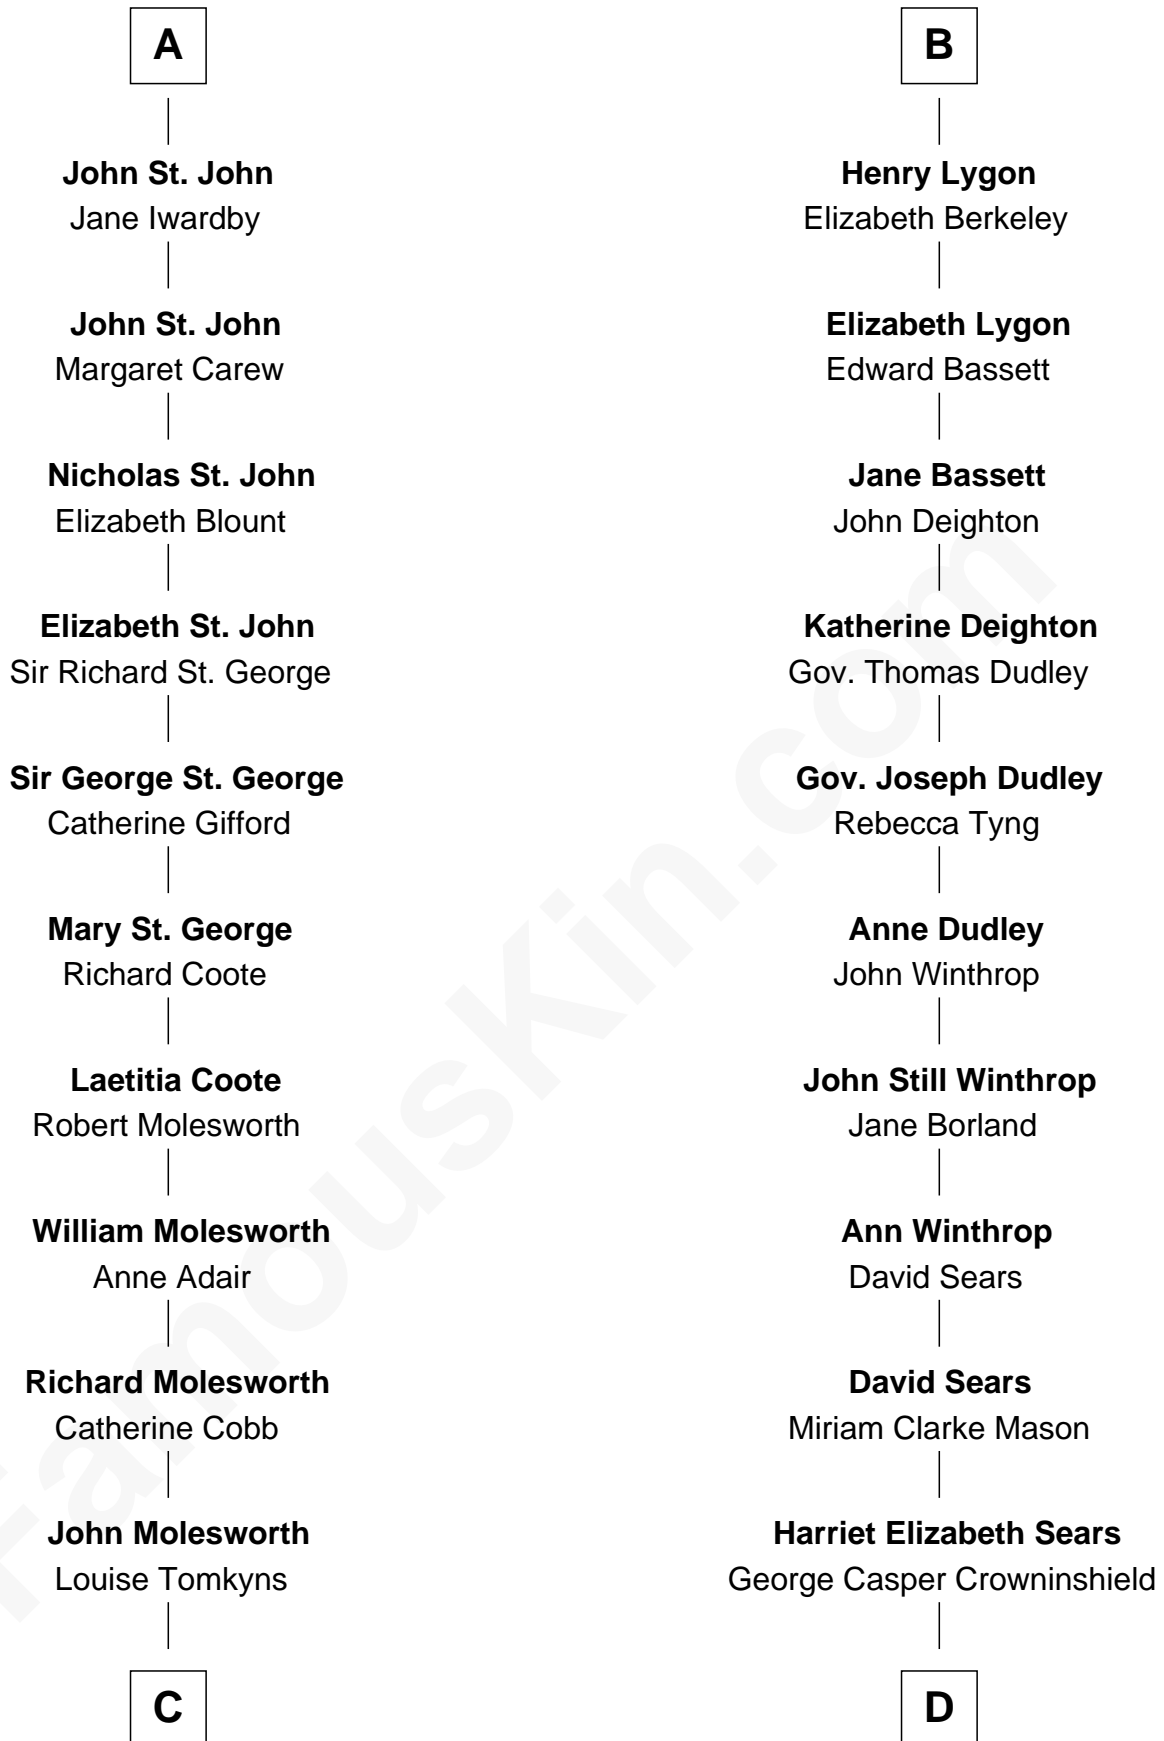 A
John St. John
Jane Iwardby
John St. John
Margaret Carew
Nicholas St. John
Elizabeth Blount
Elizabeth St. John
Sir Richard St. George
Sir George St. George
Catherine Gifford
Mary St. George
Richard Coote
Laetitia Coote
Robert Molesworth
William Molesworth
Anne Adair
Richard Molesworth
Catherine Cobb
John Molesworth
Louise Tomkyns
C
B
Henry Lygon
Elizabeth Berkeley
Elizabeth Lygon
Edward Bassett
Jane Bassett
John Deighton
Katherine Deighton
Gov. Thomas Dudley
Gov. Joseph Dudley
Rebecca Tyng
Anne Dudley
John Winthrop
John Still Winthrop
Jane Borland
Ann Winthrop
David Sears
David Sears
Miriam Clarke Mason
Harriet Elizabeth Sears
George Casper Crowninshield
D
FamousKin.com